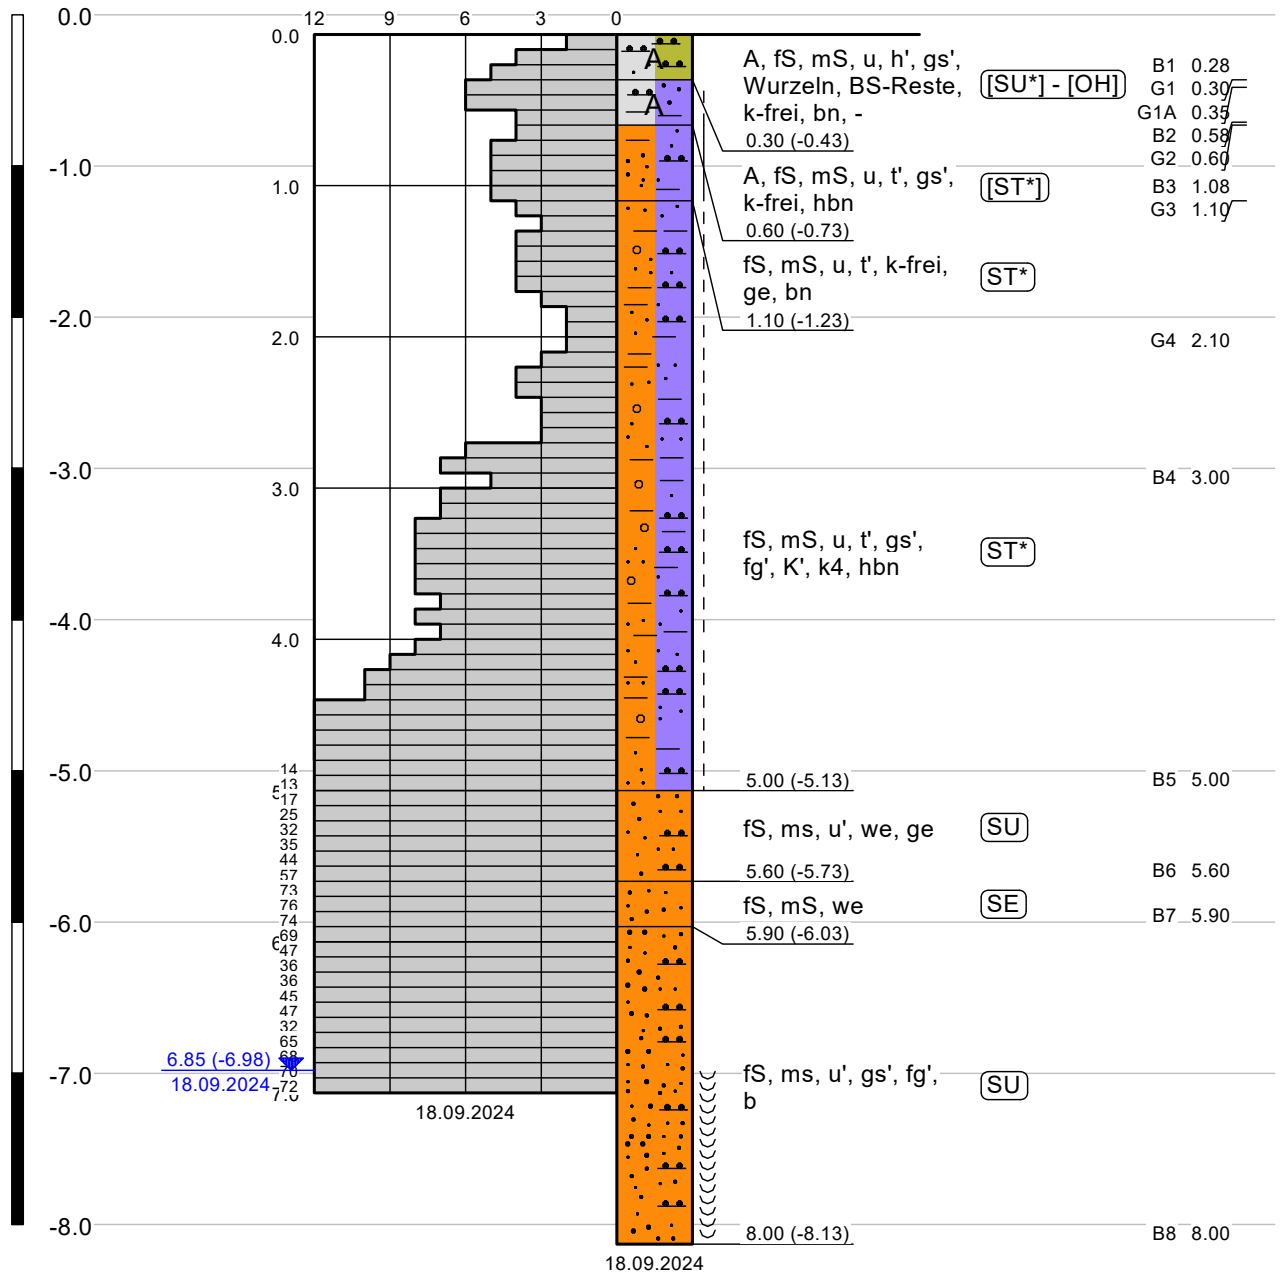 0.0
-1.0
-2.0
-3.0
-4.0
-5.0
-6.0
-7.0
-8.0
12 9 6 3 0
0.0
1.0
2.0
3.0
4.0
14
13
17
25
32
35
44
57
73
76
74
69
47
36
36
45
47
32
65
68
70
72
6.85 (-6.98)
18.09.2024
18.09.2024
A
A
A, fS, mS, u, h', gs',
Wurzeln, BS-Reste,
k-frei, bn, -
0.30 (-0.43)
[SU*] - [OH]
A, fS, mS, u, t', gs',
k-frei, hbn
0.60 (-0.73)
[ST*]
fS, mS, u, t', k-frei,
ge, bn
1.10 (-1.23)
ST*
fS, mS, u, t', gs',
fg', K', k4, hbn
ST*
5.00 (-5.13)
fS, ms, u', we, ge
SU
5.60 (-5.73)
fS, mS, we
SE
5.90 (-6.03)
fS, ms, u', gs', fg',
b
SU
8.00 (-8.13)
18.09.2024
B1 0.28
G1 0.30
G1A 0.35
B2 0.58
G2 0.60
B3 1.08
G3 1.10
G4 2.10
B4 3.00
B5 5.00
B6 5.60
B7 5.90
B8 8.00